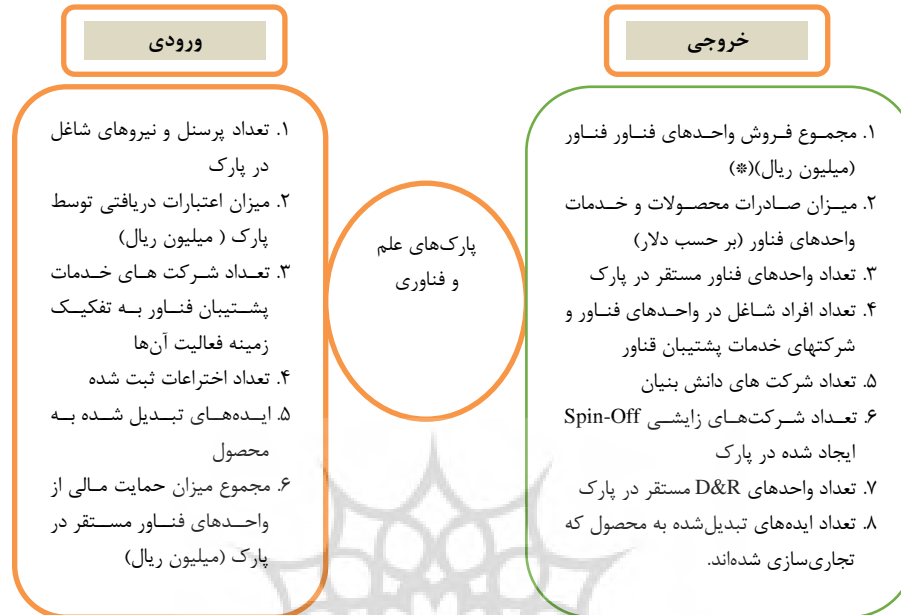 خروجی
۱. مجموع فروش واحدهای فناور فناور
(میلیون ریال)(*)
۲. میزان صادرات محصولات و خدمات
واحدهای فناور (بر حسب دلار)
۳. تعداد واحدهای فناور مستقر در پارک
۴. تعداد افراد شاغل در واحدهای فناور و
شرکتهای خدمات پشتیبان قناور
۵. تعداد شرکت های دانش بنیان
۶. تعداد شرکت‌های زایشی Spin-Off
ایجاد شده در پارک
۷. تعداد واحدهای D&R مستقر در پارک
۸. تعداد ایده‌های تبدیل‌شده به محصول که
تجاری‌سازی شده‌اند.
پارک‌های علم
و فناوری
ورودی
۱. تعداد پرسنل و نیروهای شاغل
در پارک
۲. میزان اعتبارات دریافتی توسط
پارک ( میلیون ریال)
۳. تعداد شرکت های خدمات
پشتیبان فناور به تفکیک
زمینه فعالیت آن‌ها
۴. تعداد اختراعات ثبت شده
۵. ایده‌های تبدیل شده به
محصول
۶. مجموع میزان حمایت مالی از
واحدهای فناور مستقر در
پارک (میلیون ریال)